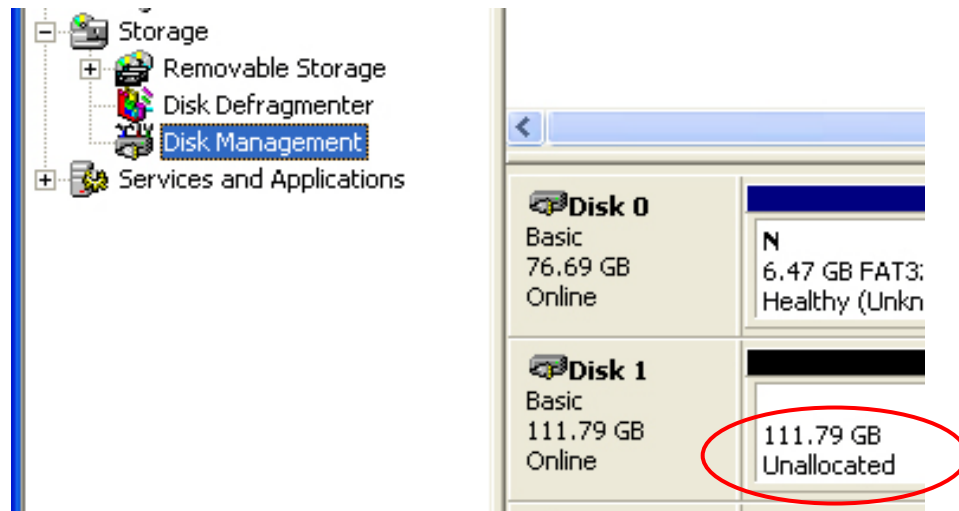 Storage
Removable Storage
Disk Defragmenter
Disk Management
Services and Applications
Disk 0
Basic
76.69 GB
Online
N
6.47 GB FAT3
Healthy (Unkn
Disk 1
Basic
111.79 GB
Online
111.79 GB
Unallocated